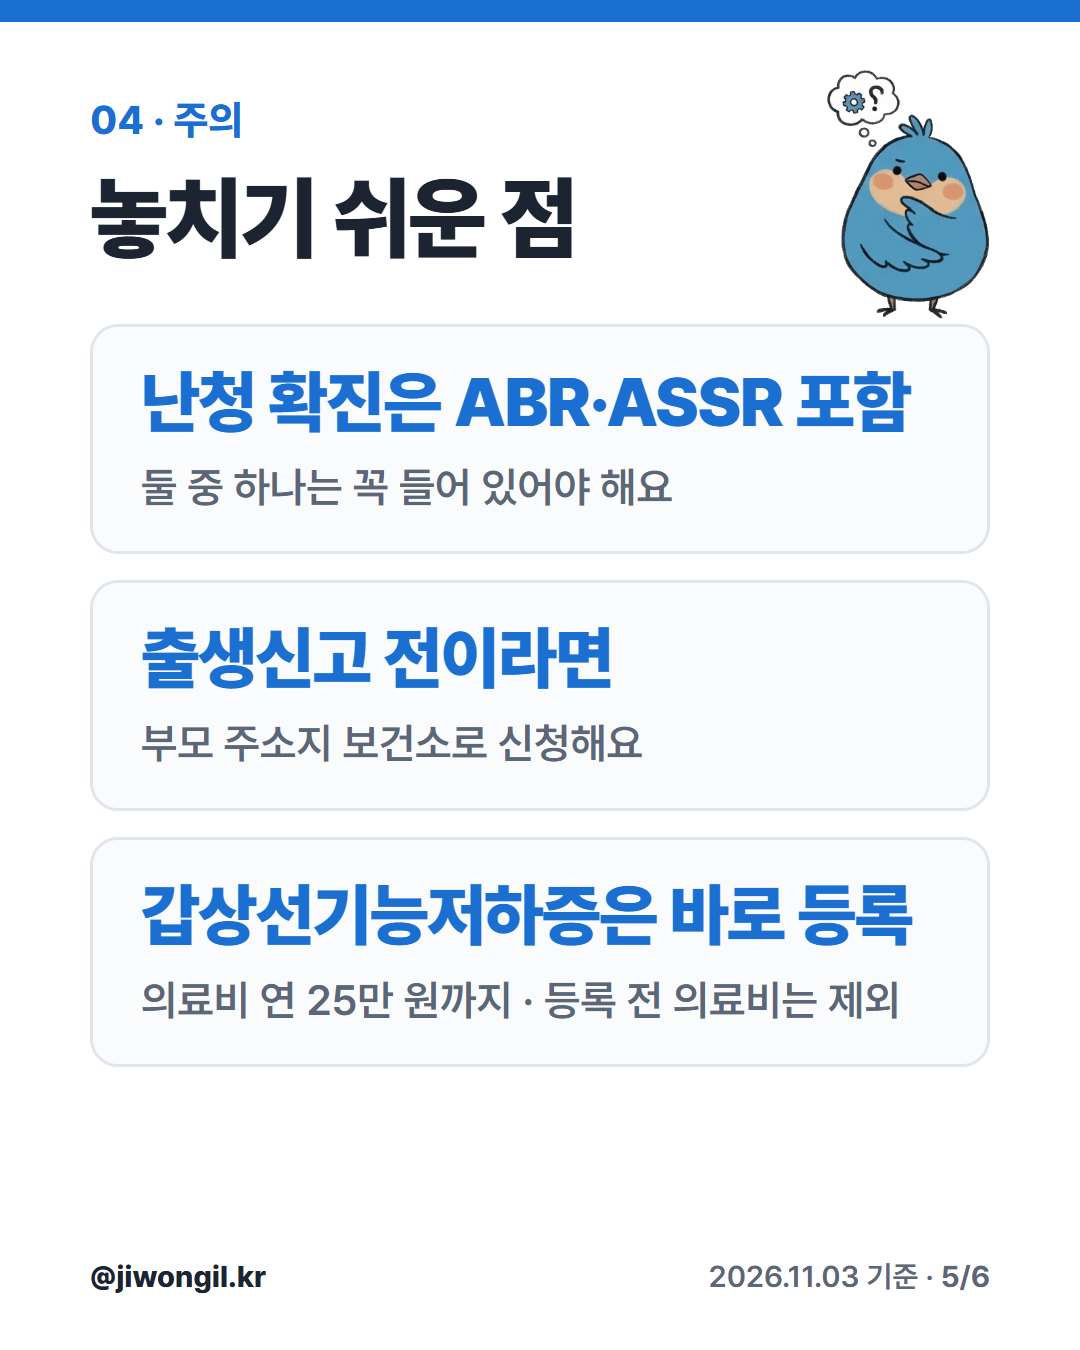 04 · 주의
놓치기 쉬운 점
난청 확진은 ABR·ASSR 포함
둘 중 하나는 꼭 들어 있어야 해요
출생신고 전이라면
부모 주소지 보건소로 신청해요
갑상선기능저하증은 바로 등록
의료비 연 25만 원까지 · 등록 전 의료비는 제외
@jiwongil.kr
2026.11.03 기준 · 5/6